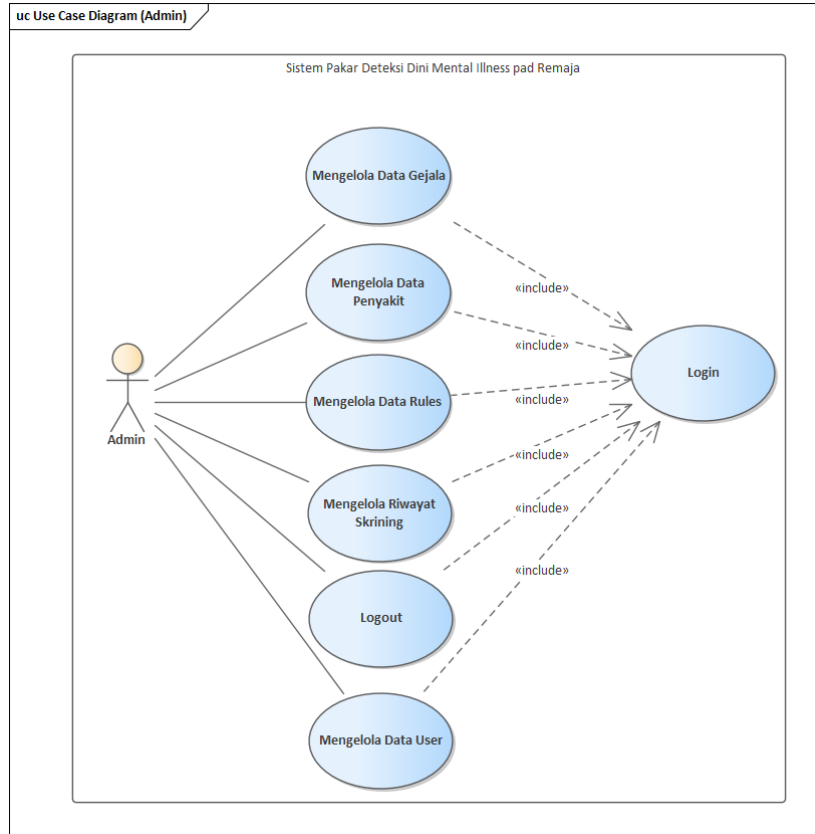 uc Use Case Diagram (Admin)
Sistem Pakar Deteksi Dini Mental Illness pad Remaja
Mengelola Data Gejala
Mengelola Data
Penyakit
«include»
«include»
Login
Mengelola Data Rules
«include»
Admin
«include»
Mengelola Riwayat
Skrining
«include»
«include»
Logout
Mengelola Data User